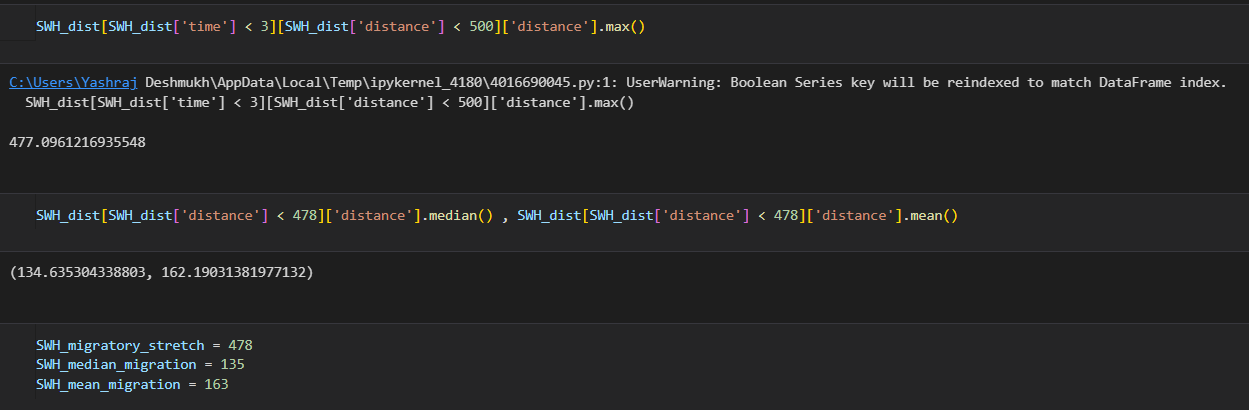 SWH_dist[SWH_dist['time'] < 3][SWH_dist['distance'] < 500]['distance'].max()
C:\Users\Yashraj Deshmukh\AppData\Local\Temp\ipykernel_4180\4016690045.py:1: UserWarning: Boolean Series key will be reindexed to match DataFrame index.
  SWH_dist[SWH_dist['time'] < 3][SWH_dist['distance'] < 500]['distance'].max()
477.0961216935548
SWH_dist[SWH_dist['distance'] < 478]['distance'].median() , SWH_dist[SWH_dist['distance'] < 478]['distance'].mean()
(134.635304338803, 162.19031381977132)
SWH_migratory_stretch = 478
SWH_median_migration = 135
SWH_mean_migration = 163